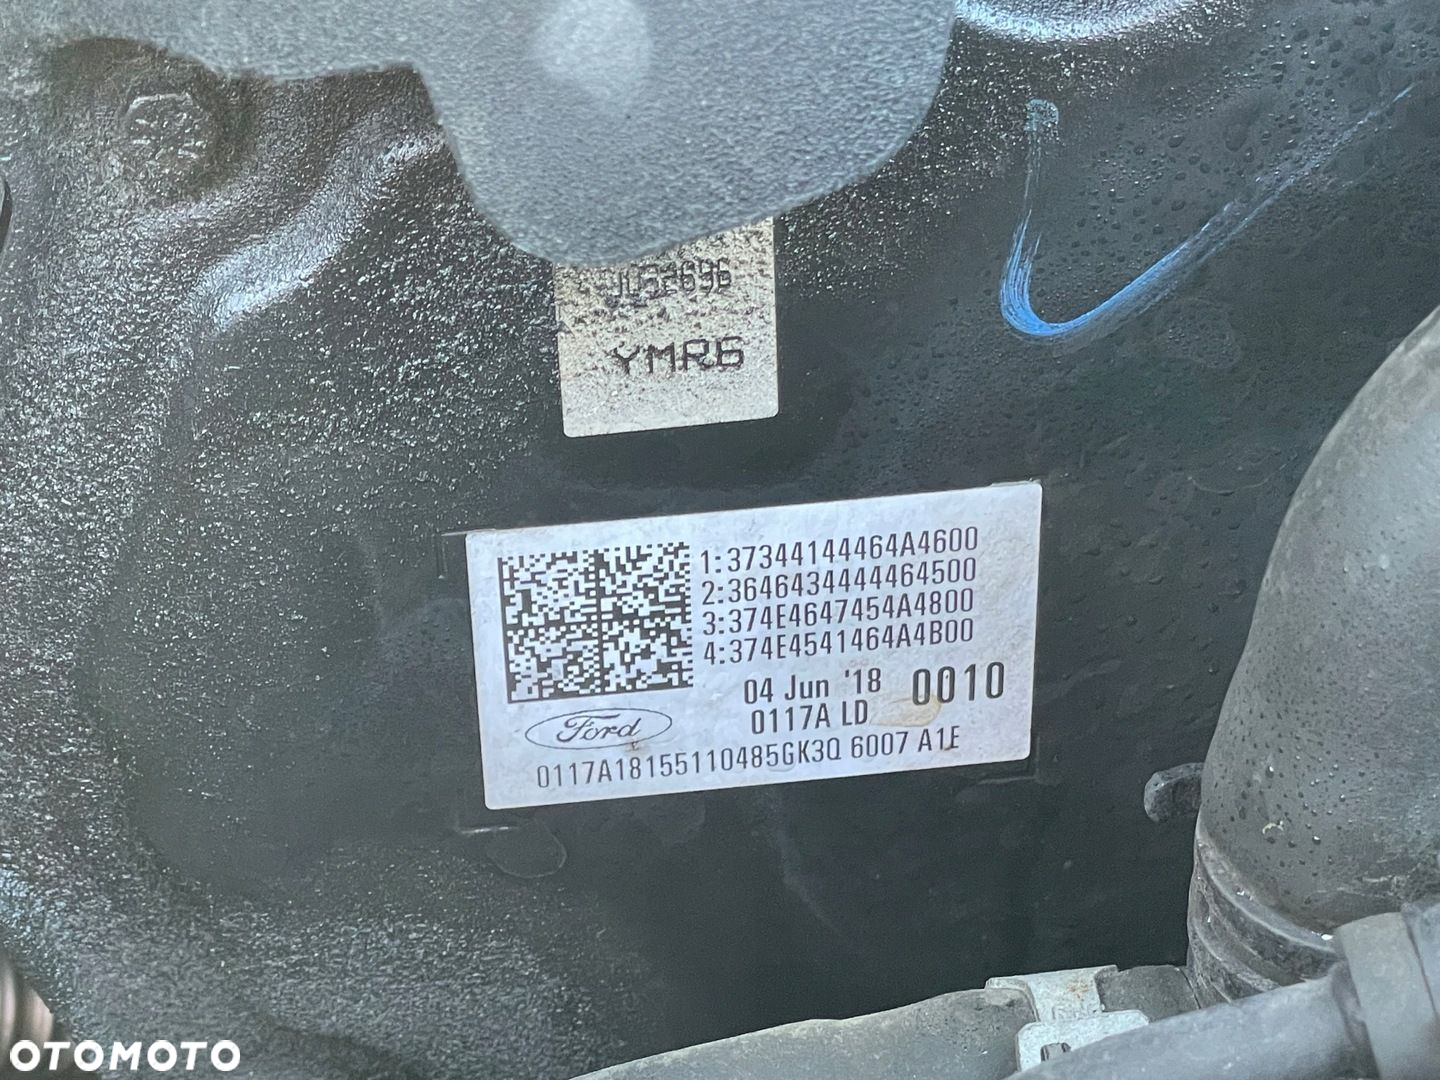 JU52696
YMR6
1:37344144464A4600
2:3646434444464500
3:374E4647454A4800
4:374E4541464A4B00
04 Jun '18 0010
0117A LD
Ford
0117A18155110485GK3Q 6007 A1E
OTOMOTO